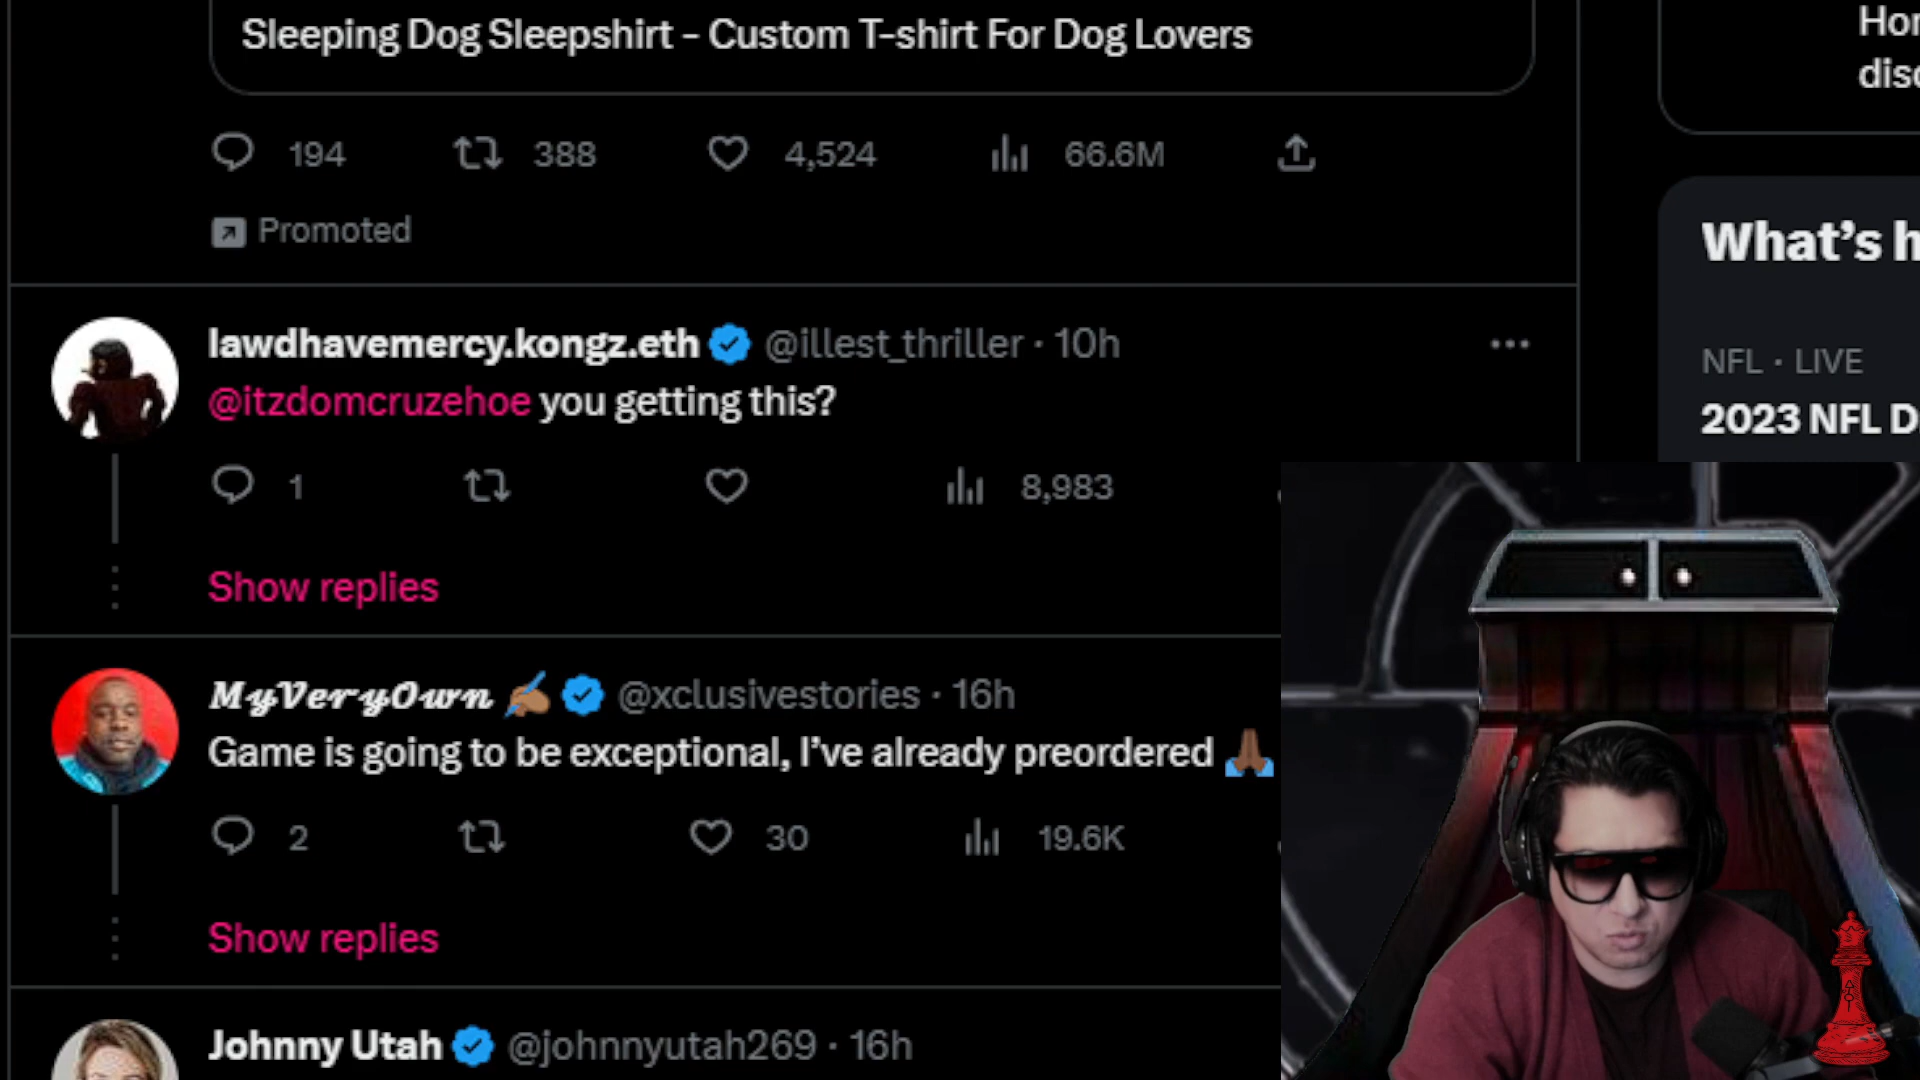 Sleeping Dog Sleepshirt - Custom T-shirt For Dog Lovers
194 388 4,524 66.6M
Promoted
lawdhavemercy.kongz.eth @illest_thriller · 10h
@itzdomcruzehoe you getting this?
1 8,983
Show replies
MyVeryOwn ✍🏾 @xclusivestories · 16h
Game is going to be exceptional, I've already preordered 🙏🏾
2 30 19.6K
Show replies
Johnny Utah @johnnyutah269 · 16h
What's h
NFL · LIVE
2023 NFL D